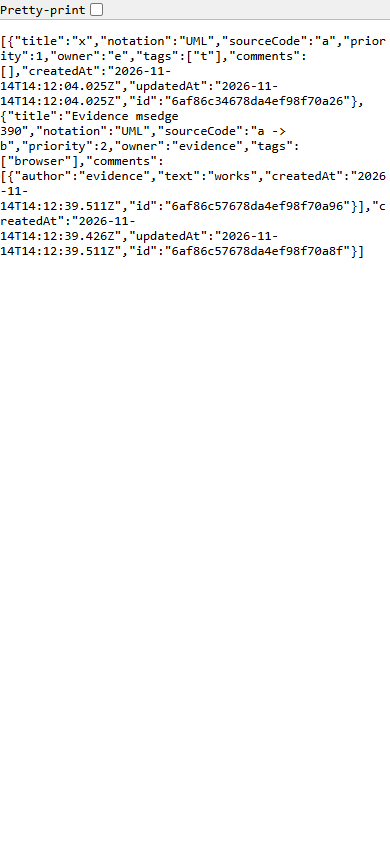 Pretty-print
[{"title":"x","notation":"UML","sourceCode":"a","prior
ity":1,"owner":"e","tags":["t"],"comments":
[],"createdAt":"2026-11-
14T14:12:04.025Z","updatedAt":"2026-11-
14T14:12:04.025Z","id":"6af86c34678da4ef98f70a26"},
{"title":"Evidence msedge
390","notation":"UML","sourceCode":"a ->
b","priority":2,"owner":"evidence","tags":
["browser"],"comments":
[{"author":"evidence","text":"works","createdAt":"2026
-11-
14T14:12:39.511Z","id":"6af86c57678da4ef98f70a96"}],"c
reatedAt":"2026-11-
14T14:12:39.426Z","updatedAt":"2026-11-
14T14:12:39.511Z","id":"6af86c57678da4ef98f70a8f"}]